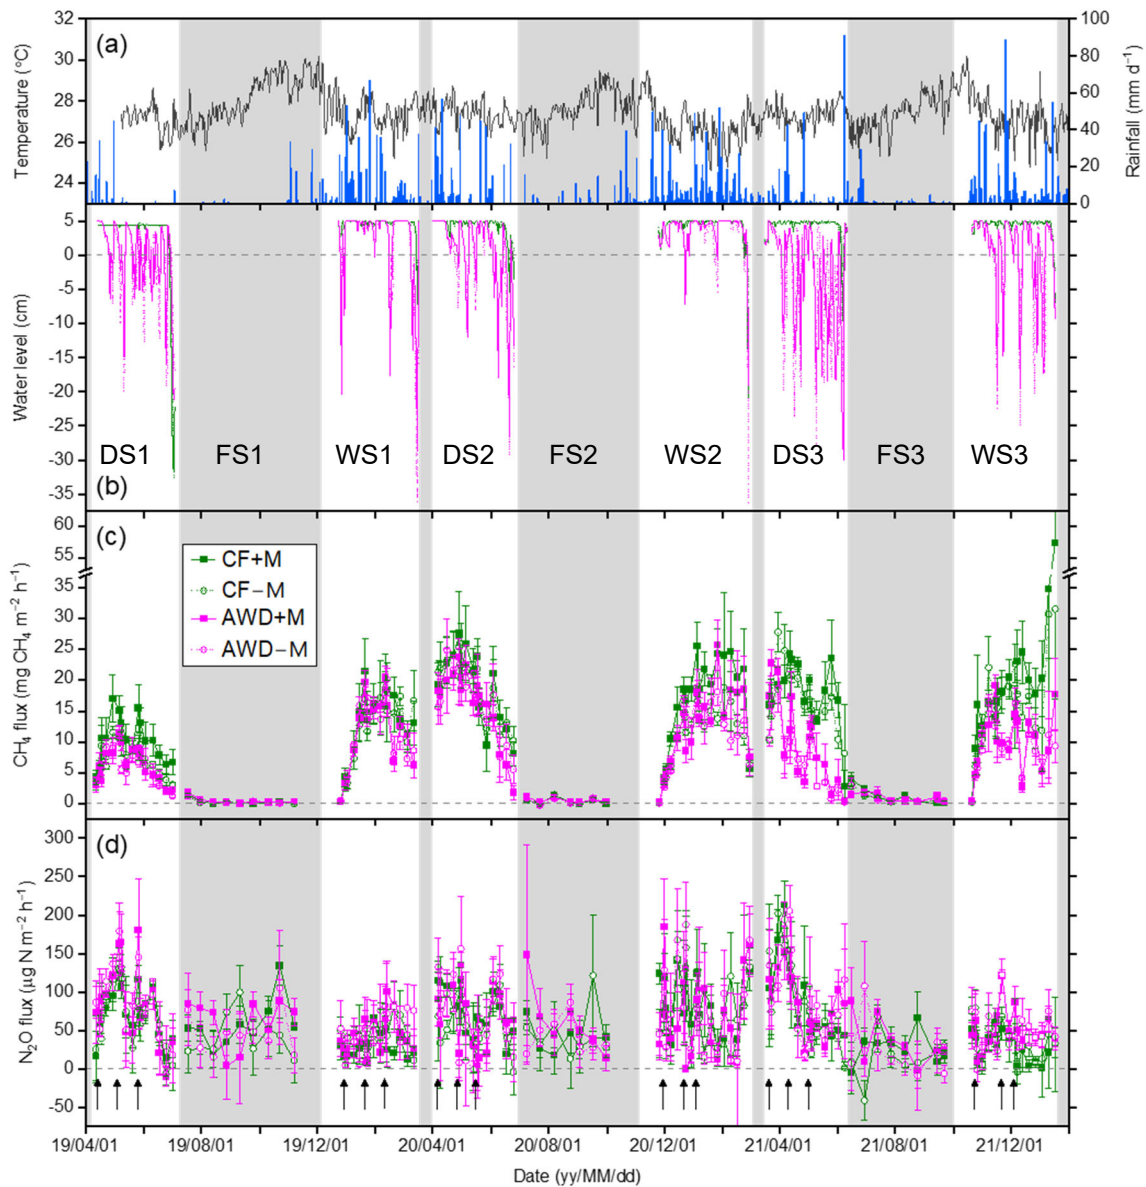 (a)
Temperature (°C)
32
30
28
26
24
Rainfall (mm d⁻¹)
100
80
60
40
20
0
Water level (cm)
5
0
-5
-10
-15
-20
-25
-30
-35
DS1 FS1 WS1 DS2 FS2 WS2 DS3 FS3 WS3
(b)
(c)
CH₄ flux (mg CH₄ m⁻² h⁻¹)
60
55
35
30
25
20
15
10
5
0
CF+M
CF−M
AWD+M
AWD−M
(d)
N₂O flux (µg N m⁻² h⁻¹)
300
250
200
150
100
50
0
-50
19/04/01 19/08/01 19/12/01 20/04/01 20/08/01 20/12/01 21/04/01 21/08/01 21/12/01
Date (yy/MM/dd)